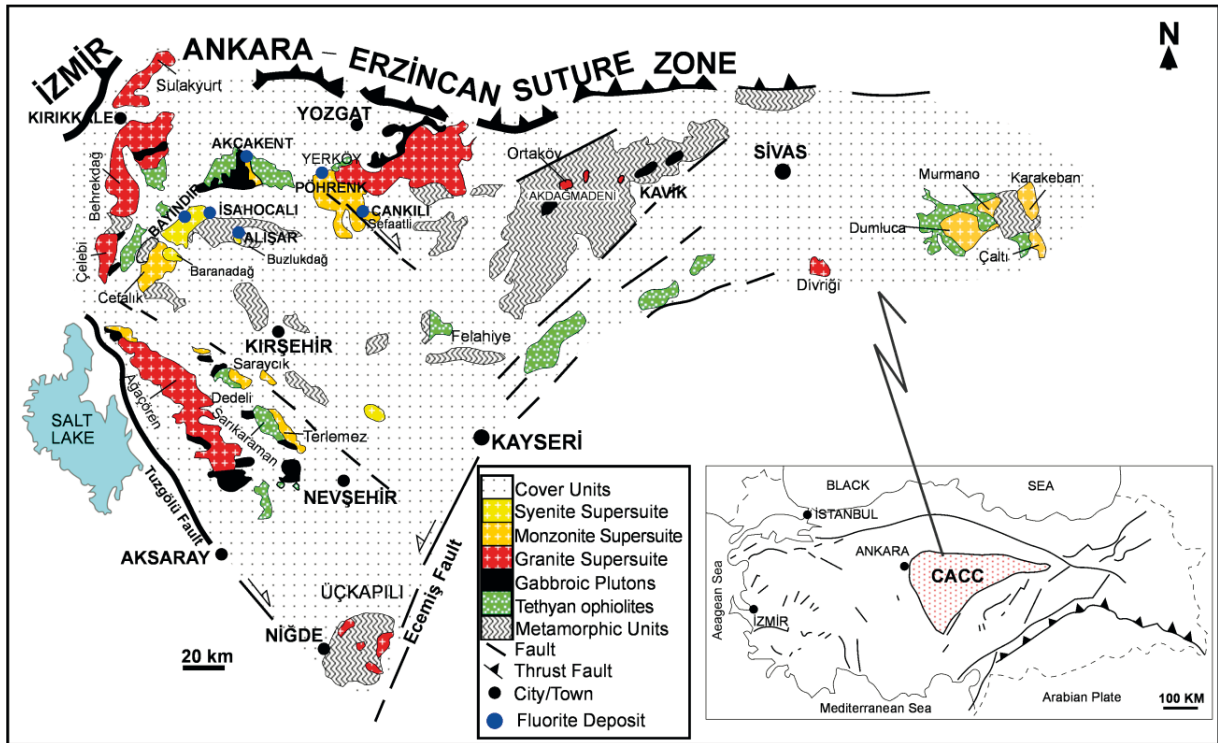 İZMİR ANKARA – ERZİNCAN SUTURE ZONE
N
Sulakyurt
KIRIKKALE
YOZGAT
AKÇAKENT
YERKÖY
PÖHRENK
Ortaköy
AKDAĞMADENİ
KAVİK
SİVAS
Murmano
Karakeban
Behrekdağ
BAYINDIR
İSAHOCALI
ÇANKILI
Sefaatli
Dumluca
ALIŞAR
Buzlukdağ
Çelebi
Baranadağ
Çaltı
Divriği
Cefalık
KIRŞEHİR
Felahiye
Saraycık
Ağaçören
Dedeli
SALT
LAKE
Sarıkaraman
Terlemez
KAYSERİ
Tuzgölü Fault
NEVŞEHİR
AKSARAY
Ecemiş Fault
ÜÇKAPILI
NİĞDE
20 km
Cover Units
Syenite Supersuite
Monzonite Supersuite
Granite Supersuite
Gabbroic Plutons
Tethyan ophiolites
Metamorphic Units
Fault
Thrust Fault
City/Town
Fluorite Deposit
BLACK SEA
İSTANBUL
ANKARA
CACC
Aeagean Sea
İZMİR
Mediterranean Sea
Arabian Plate
100 KM